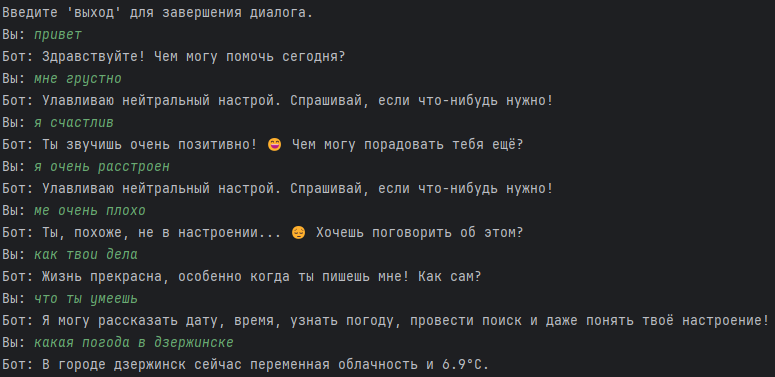 Введите 'выход' для завершения диалога.
Вы: привет
Бот: Здравствуйте! Чем могу помочь сегодня?
Вы: мне грустно
Бот: Улавливаю нейтральный настрой. Спрашивай, если что-нибудь нужно!
Вы: я счастлив
Бот: Ты звучишь очень позитивно! 😄 Чем могу порадовать тебя ещё?
Вы: я очень расстроен
Бот: Улавливаю нейтральный настрой. Спрашивай, если что-нибудь нужно!
Вы: ме очень плохо
Бот: Ты, похоже, не в настроении... 😔 Хочешь поговорить об этом?
Вы: как твои дела
Бот: Жизнь прекрасна, особенно когда ты пишешь мне! Как сам?
Вы: что ты умеешь
Бот: Я могу рассказать дату, время, узнать погоду, провести поиск и даже понять твоё настроение!
Вы: какая погода в дзержинске
Бот: В городе дзержинск сейчас переменная облачность и 6.9°C.